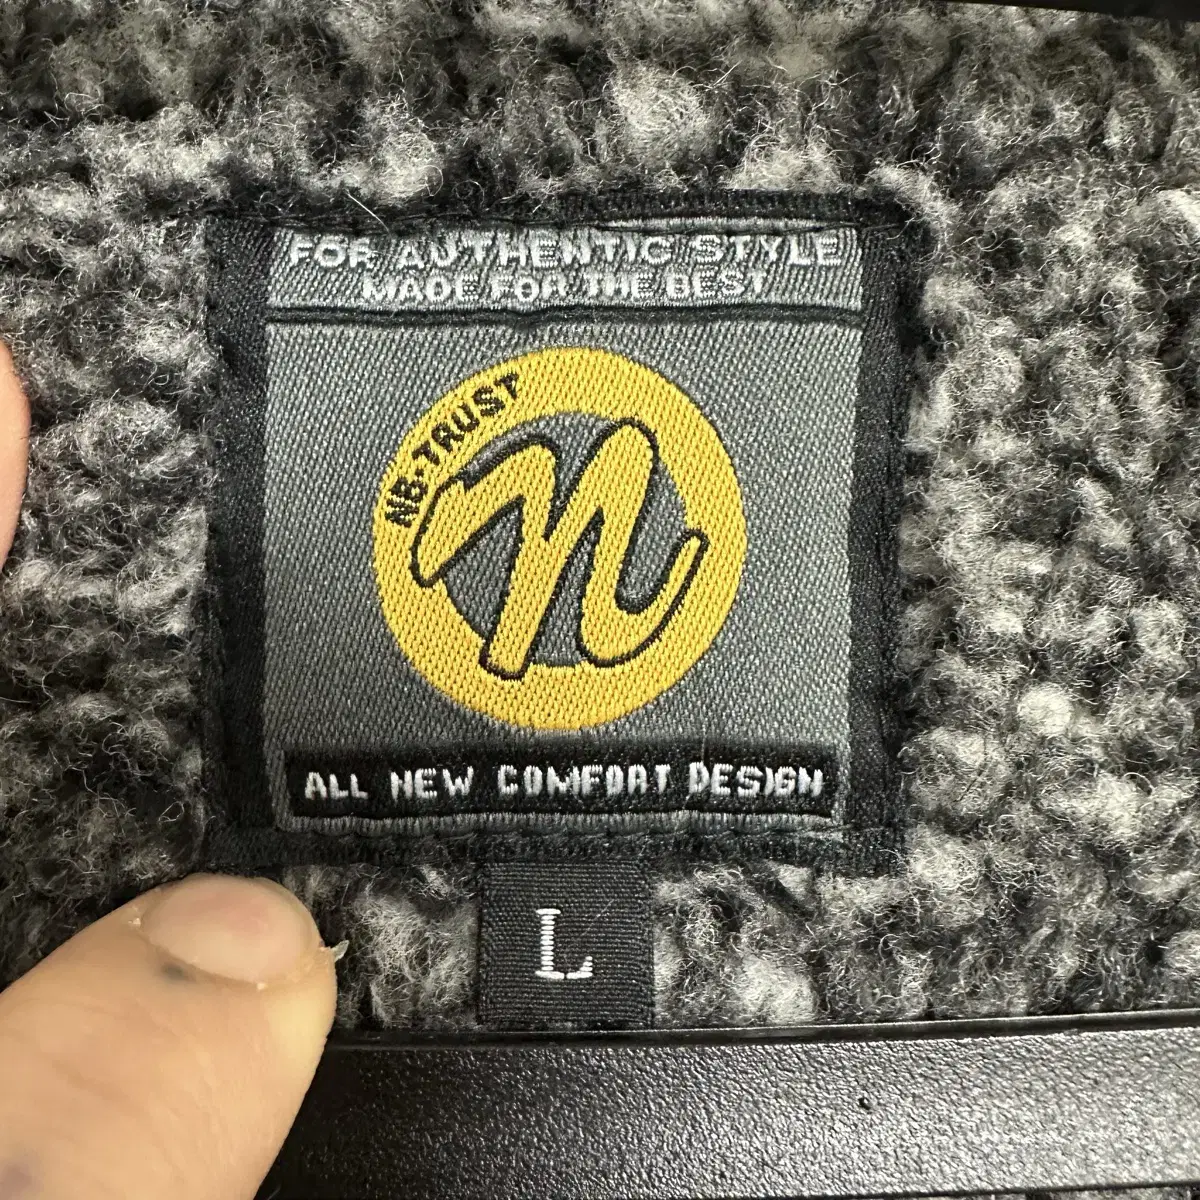 FOR AUTHENTIC STYLE
MADE FOR THE BEST
NB·TRUST
n
ALL NEW COMFORT DESIGN
L